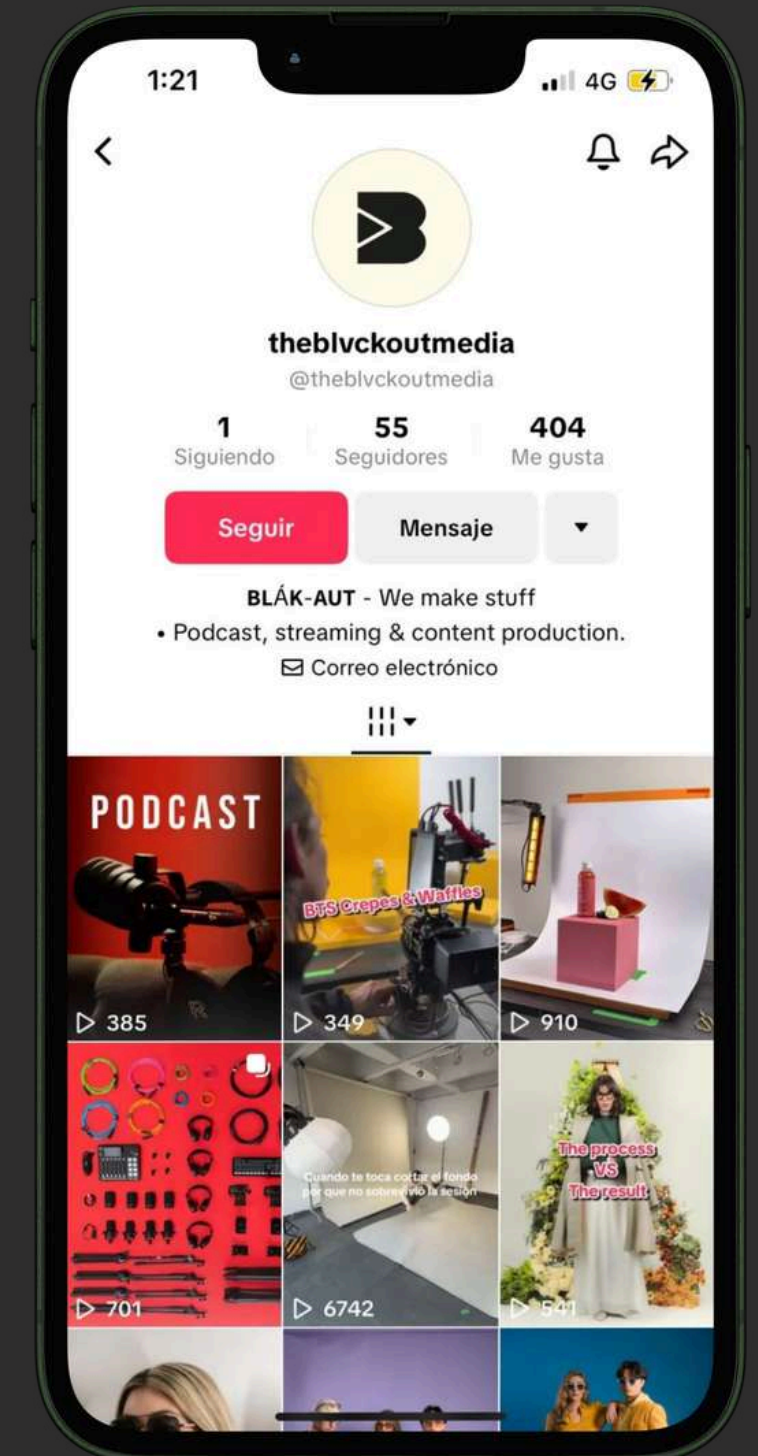 1:21
4G
theblvckoutmedia
@theblvckoutmedia
1 55 404
Siguiendo Seguidores Me gusta
Seguir Mensaje
BLÁK-AUT - We make stuff
• Podcast, streaming & content production.
Correo electrónico
PODCAST
385
BTS Crepes & Waffles
349
910
701
Cuando te toca cortar el fondo
por que no sobrevivió la sesión
6742
The process
VS
The result
541